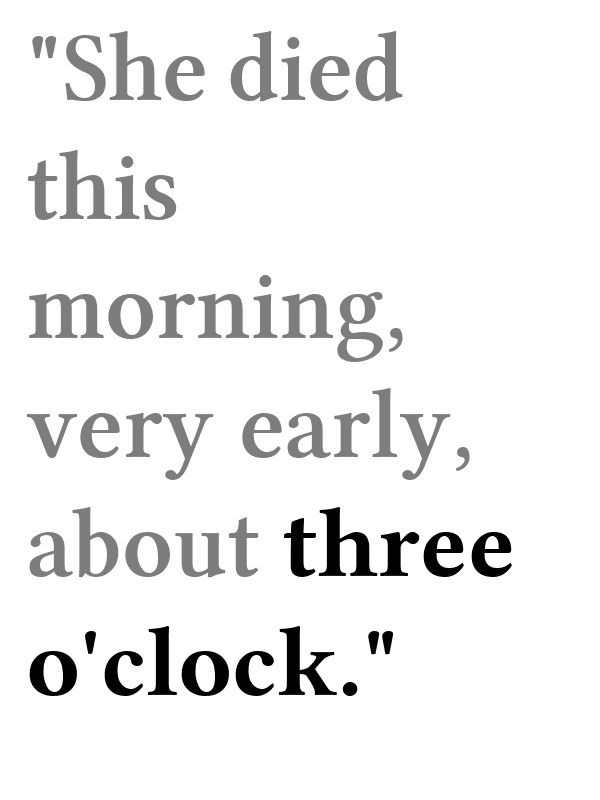 "She died
this
morning,
very early,
about three
o'clock."